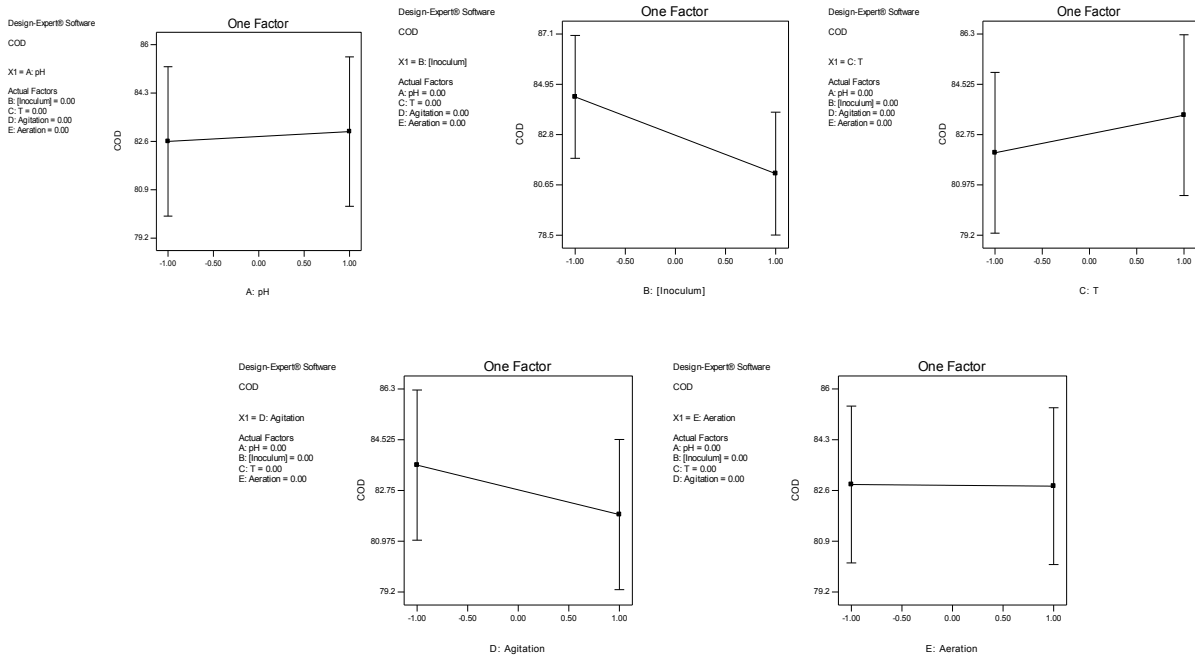 Design-Expert® Software
COD
X1 = A: pH
Actual Factors
B: [Inoculum] = 0.00
C: T = 0.00
D: Agitation = 0.00
E: Aeration = 0.00
One Factor
COD
86
84.3
82.6
80.9
79.2
-1.00 -0.50 0.00 0.50 1.00
A: pH
Design-Expert® Software
COD
X1 = B: [Inoculum]
Actual Factors
A: pH = 0.00
C: T = 0.00
D: Agitation = 0.00
E: Aeration = 0.00
One Factor
COD
87.1
84.95
82.8
80.65
78.5
-1.00 -0.50 0.00 0.50 1.00
B: [Inoculum]
Design-Expert® Software
COD
X1 = C: T
Actual Factors
A: pH = 0.00
B: [Inoculum] = 0.00
D: Agitation = 0.00
E: Aeration = 0.00
One Factor
COD
86.3
84.525
82.75
80.975
79.2
-1.00 -0.50 0.00 0.50 1.00
C: T
Design-Expert® Software
COD
X1 = D: Agitation
Actual Factors
A: pH = 0.00
B: [Inoculum] = 0.00
C: T = 0.00
E: Aeration = 0.00
One Factor
COD
86.3
84.525
82.75
80.975
79.2
-1.00 -0.50 0.00 0.50 1.00
D: Agitation
Design-Expert® Software
COD
X1 = E: Aeration
Actual Factors
A: pH = 0.00
B: [Inoculum] = 0.00
C: T = 0.00
D: Agitation = 0.00
One Factor
COD
86
84.3
82.6
80.9
79.2
-1.00 -0.50 0.00 0.50 1.00
E: Aeration